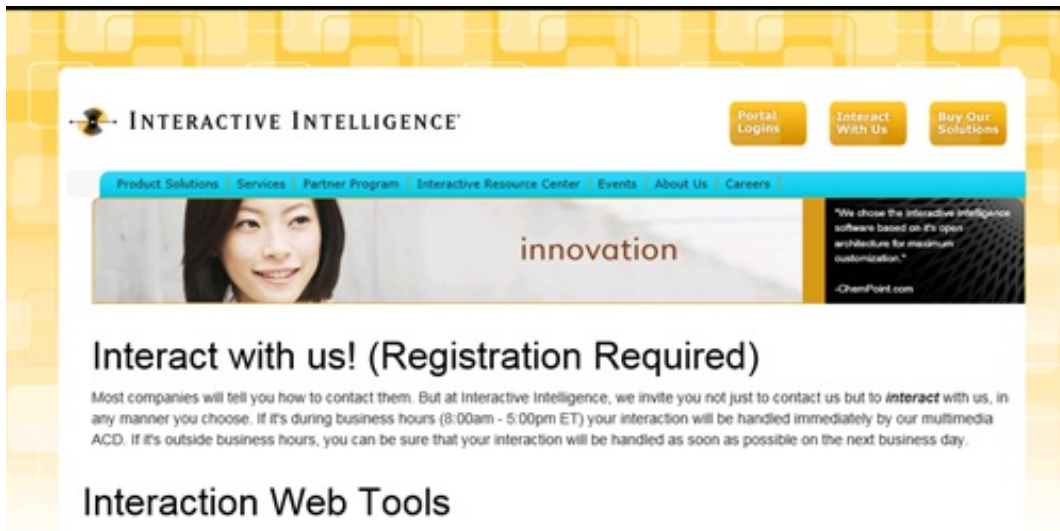 INTERACTIVE INTELLIGENCE®
Portal
Logins
Interact
With Us
Buy Our
Solutions
Product Solutions Services Partner Program Interactive Resource Center Events About Us Careers
innovation
"We chose the interactive intelligence
software based on it's open
architecture for maximum
customization."
-ChemPoint.com
Interact with us! (Registration Required)
Most companies will tell you how to contact them. But at Interactive Intelligence, we invite you not just to contact us but to interact with us, in
any manner you choose. If it's during business hours (8:00am - 5:00pm ET) your interaction will be handled immediately by our multimedia
ACD. If it's outside business hours, you can be sure that your interaction will be handled as soon as possible on the next business day.
Interaction Web Tools